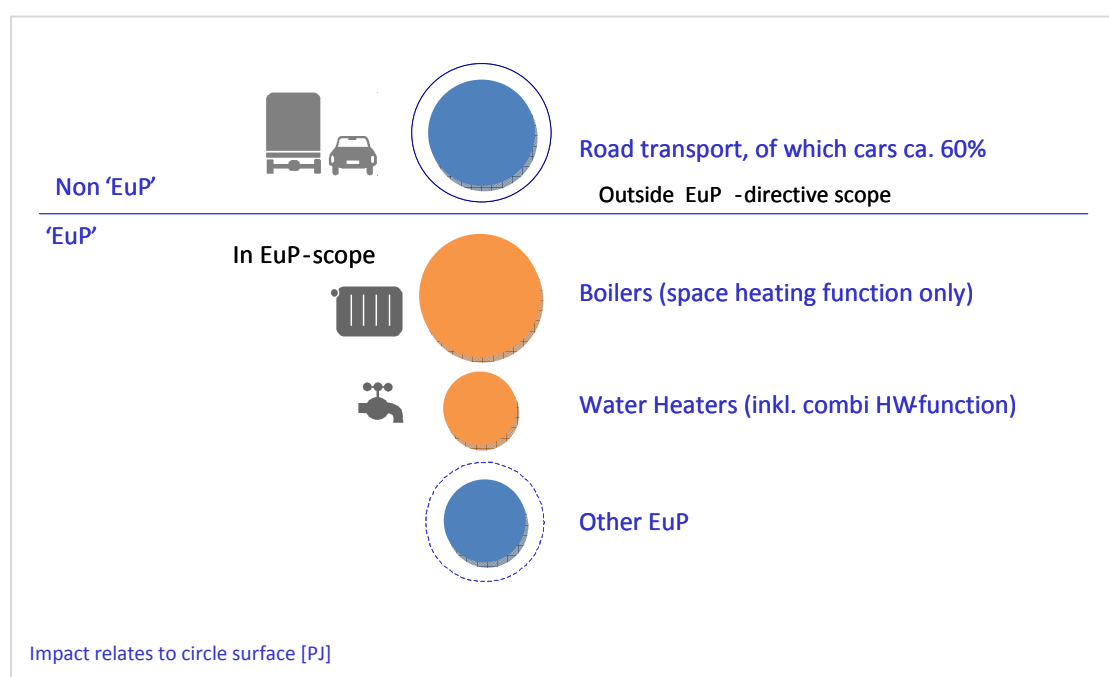 Road transport, of which cars ca. 60%
Non ‘EuP’
Outside EuP -directive scope
‘EuP’
In EuP-scope
Boilers (space heating function only)
Water Heaters (inkl. combi HW-function)
Other EuP
Impact relates to circle surface [PJ]